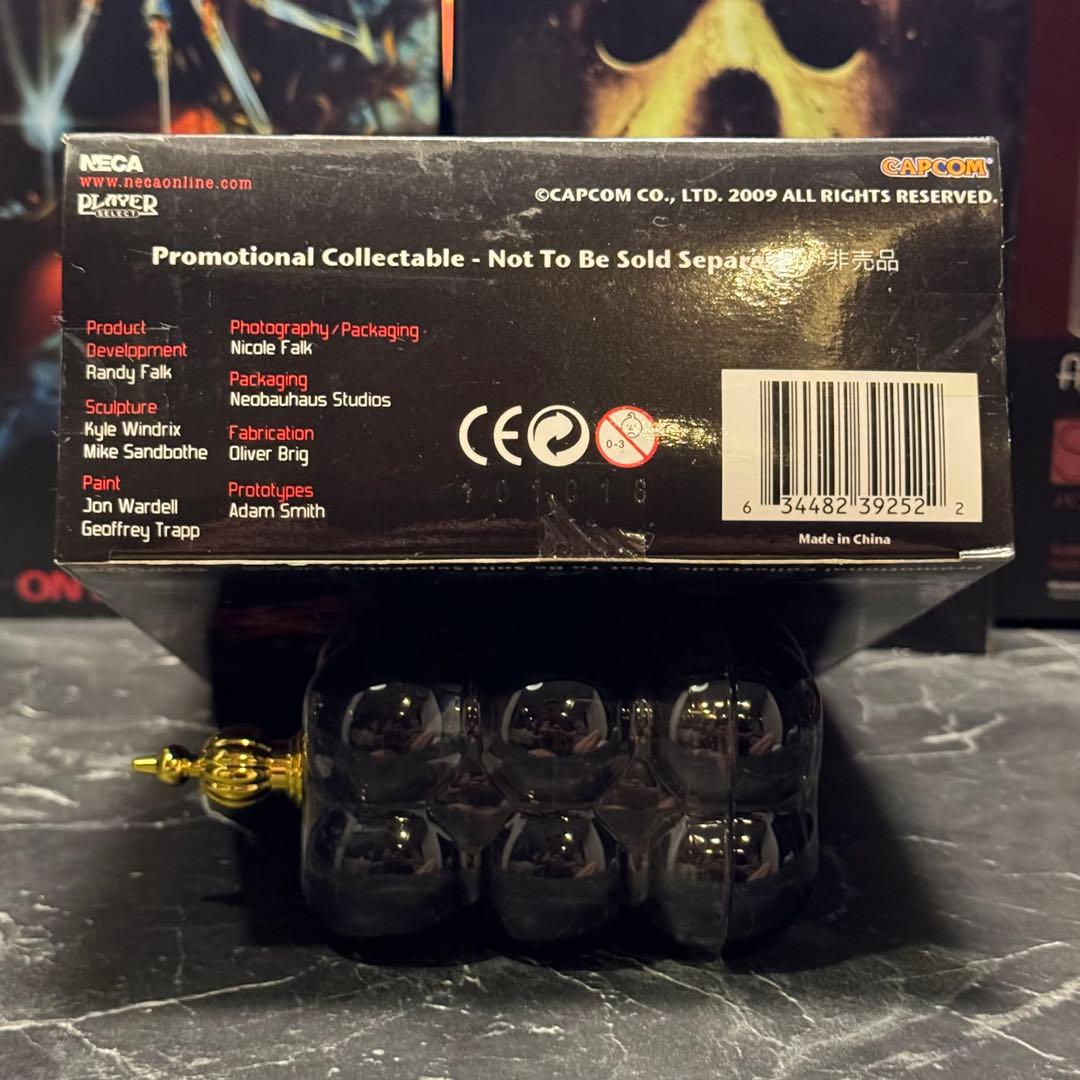 NECA
www.necaonline.com
PLAYER
SELECT
CAPCOM®
©CAPCOM CO., LTD. 2009 ALL RIGHTS RESERVED.
Promotional Collectable - Not To Be Sold 非売品
Product
Development
Randy Falk
Sculpture
Kyle Windrix
Mike Sandbothe
Paint
Jon Wardell
Geoffrey Trapp
Photography/Packaging
Nicole Falk
Packaging
Neobauhaus Studios
Fabrication
Oliver Brig
Prototypes
Adam Smith
CE
0-3
6 34482 39252 2
Made in China
ON